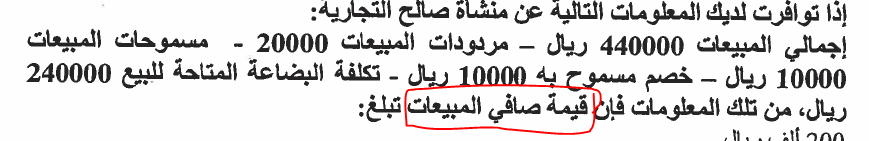 إذا توافرت لديك المعلومات التالية عن منشأة صالح التجارية:
إجمالي المبيعات 440000 ريال – مردودات المبيعات 20000 - مسموحات المبيعات
10000 ريال – خصم مسموح به 10000 ريال - تكلفة البضاعة المتاحة للبيع 240000
ريال، من تلك المعلومات فإن قيمة صافي المبيعات تبلغ: